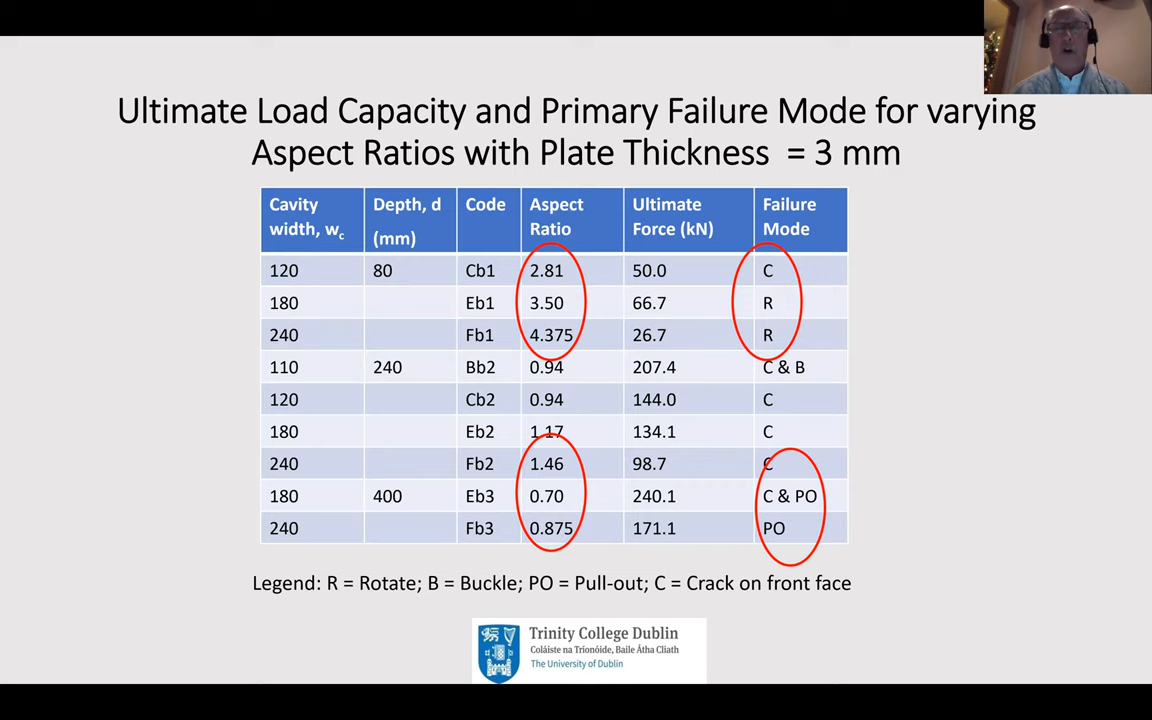 Ultimate Load Capacity and Primary Failure Mode for varying
Aspect Ratios with Plate Thickness = 3 mm
Cavity width, wc Depth, d (mm) Code Aspect Ratio Ultimate Force (kN) Failure Mode
120 80 Cb1 2.81 50.0 C
180 Eb1 3.50 66.7 R
240 Fb1 4.375 26.7 R
110 240 Bb2 0.94 207.4 C & B
120 Cb2 0.94 144.0 C
180 Eb2 1.17 134.1 C
240 Fb2 1.46 98.7 C
180 400 Eb3 0.70 240.1 C & PO
240 Fb3 0.875 171.1 PO
Legend: R = Rotate; B = Buckle; PO = Pull-out; C = Crack on front face
Trinity College Dublin
Coláiste na Tríonóide, Baile Átha Cliath
The University of Dublin